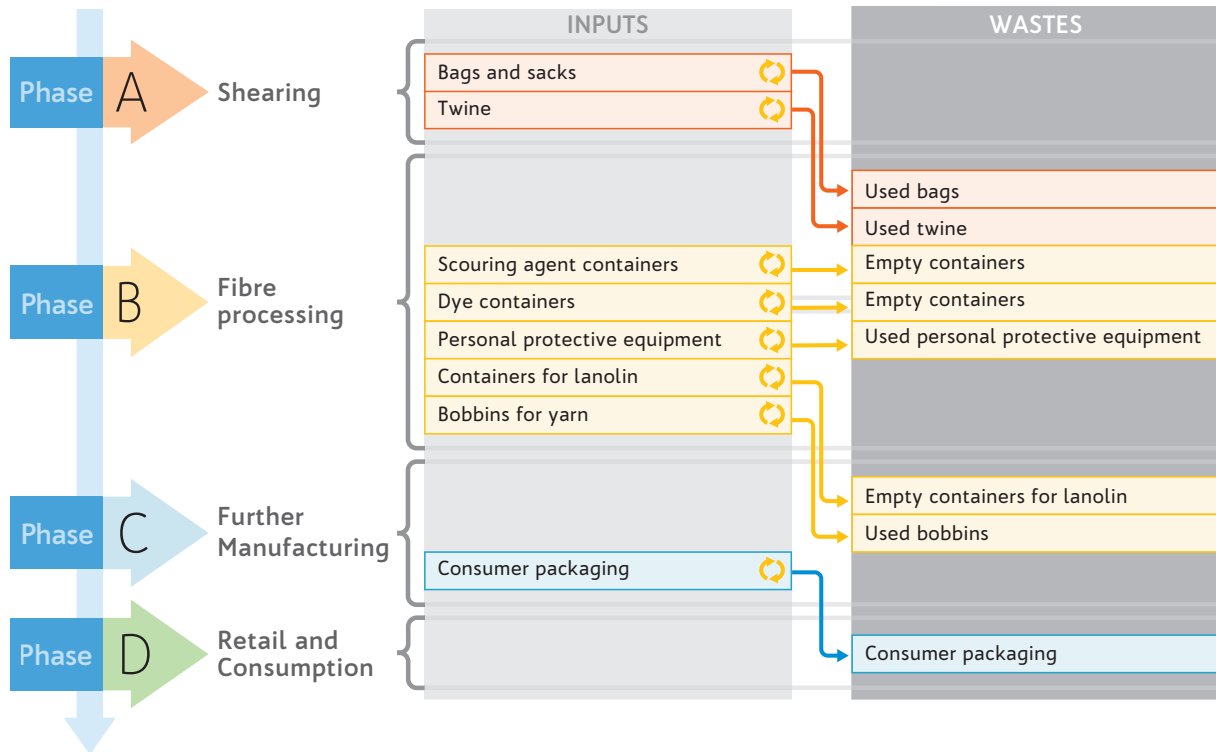 INPUTS
WASTES
Phase A
Shearing
Bags and sacks
Twine
Used bags
Used twine
Phase B
Fibre
processing
Scouring agent containers
Empty containers
Dye containers
Empty containers
Personal protective equipment
Used personal protective equipment
Containers for lanolin
Bobbins for yarn
Phase C
Further
Manufacturing
Empty containers for lanolin
Used bobbins
Consumer packaging
Phase D
Retail and
Consumption
Consumer packaging